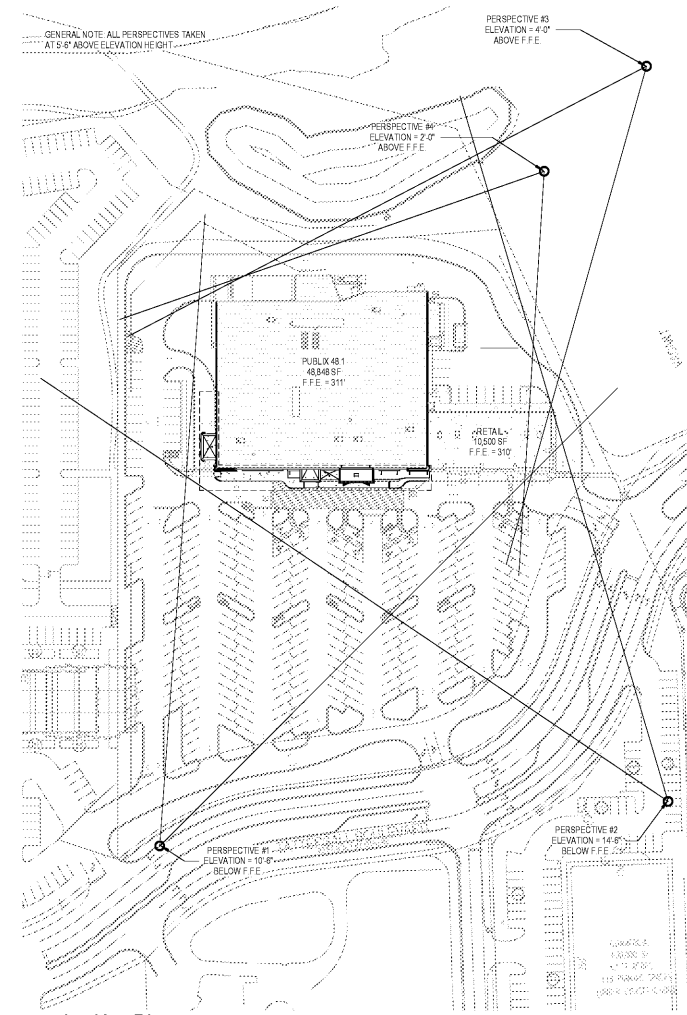 PERSPECTIVE #3
ELEVATION = 4'-0"
ABOVE F.F.E.
GENERAL NOTE: ALL PERSPECTIVES TAKEN
AT 5'-6" ABOVE ELEVATION HEIGHT
PERSPECTIVE #4
ELEVATION = 2'-0"
ABOVE F.F.E.
PUBLIX 48.1
48,848 SF
F.F.E. = 311'
RETAIL
10,500 SF
F.F.E. = 310'
PERSPECTIVE #2
ELEVATION = 14'-6"
BELOW F.F.E.
PERSPECTIVE #1
ELEVATION = 10'-6"
BELOW F.F.E.